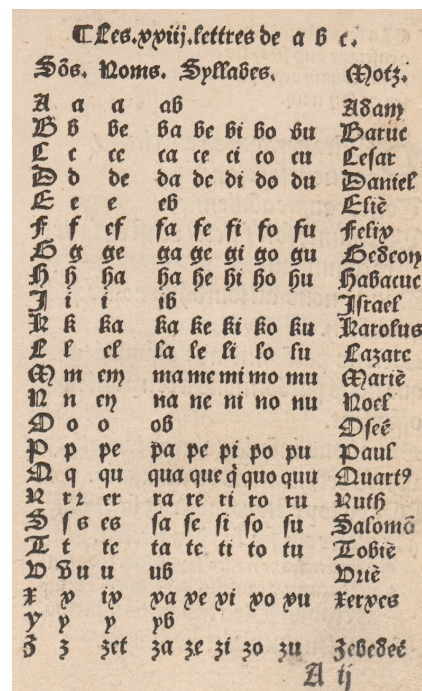 ⁋ Les.xxiij.lettres de a b c.
Sõs. Noms. Syllabes. Motz.
A a a ab Adam
B b be ba be bi bo bu Baruc
C c ce ca ce ci co cu Cesar
D d de da de di do du Daniel
E e e eb Eliē
F f ef fa fe fi fo fu Felix
G g ge ga ge gi go gu Gedeon
H h ha ha he hi ho hu Habacuc
I i i ib Israel
K k ka ka ke ki ko ku Karolus
L l el la le li lo lu Lazare
M m em ma me mi mo mu Mariē
N n en na ne ni no nu Noel
O o o ob Oseé
P p pe pa pe pi po pu Paul
Q q qu qua que q̇ quo quu Quartꝰ
R r ꝛ er ra re ri ro ru Ruth
S ſ s es ſa ſe ſi ſo ſu Salomō
T t te ta te ti to tu Tobiē
V v u u ub Vriē
X x ix xa xe xi xo xu Xerxes
y y y yb
Z z zet za ze zi zo zu Zebedeé
A ij